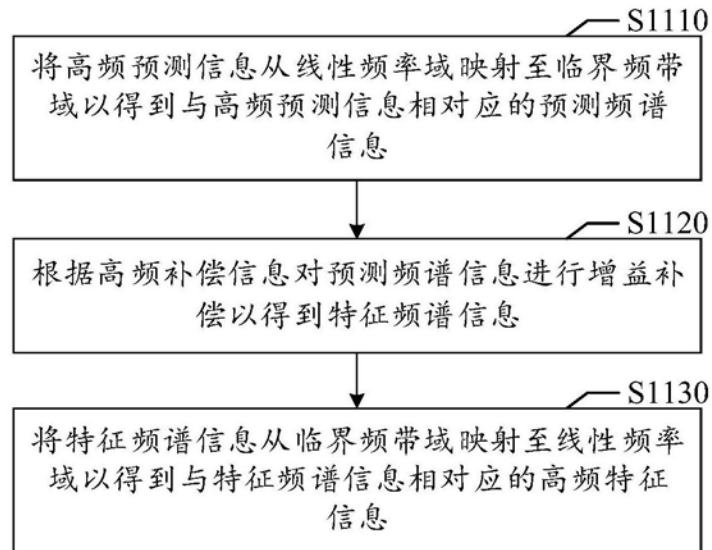 S1110
将高频预测信息从线性频率域映射至临界频带
域以得到与高频预测信息相对应的预测频谱
信息
S1120
根据高频补偿信息对预测频谱信息进行增益补
偿以得到特征频谱信息
S1130
将特征频谱信息从临界频带域映射至线性频率
域以得到与特征频谱信息相对应的高频特征
信息